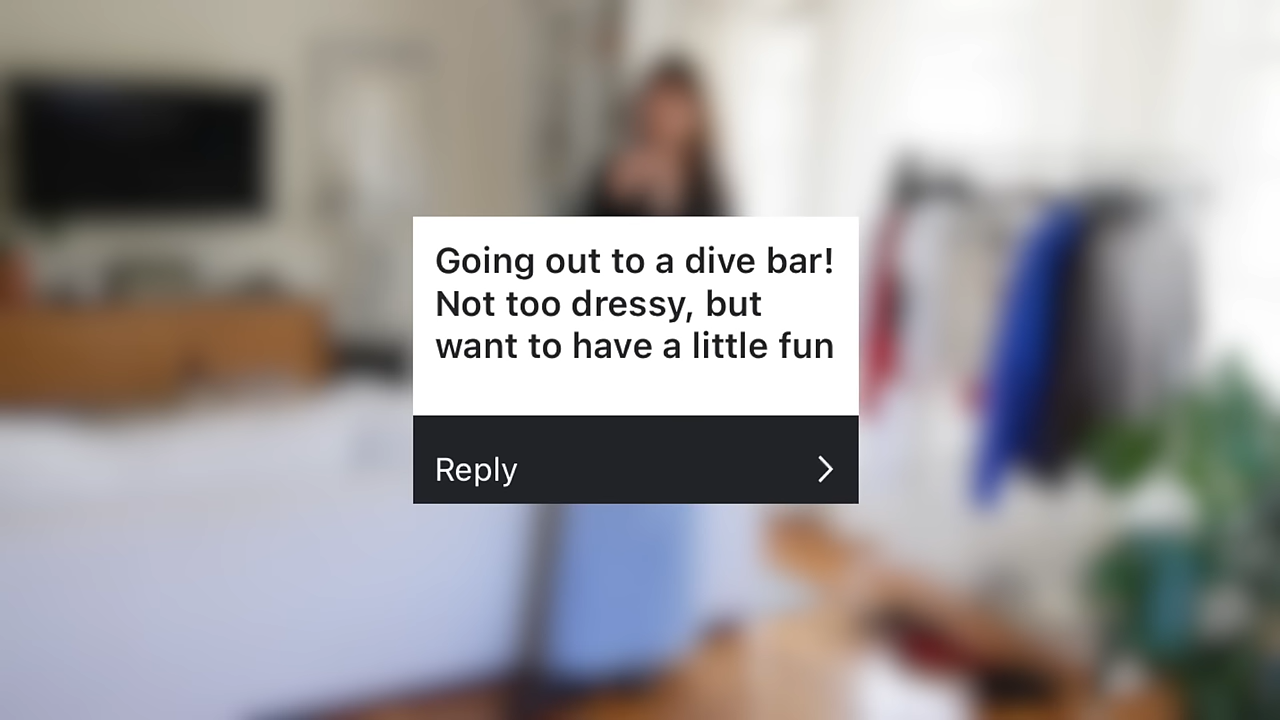 Going out to a dive bar!
Not too dressy, but
want to have a little fun
Reply